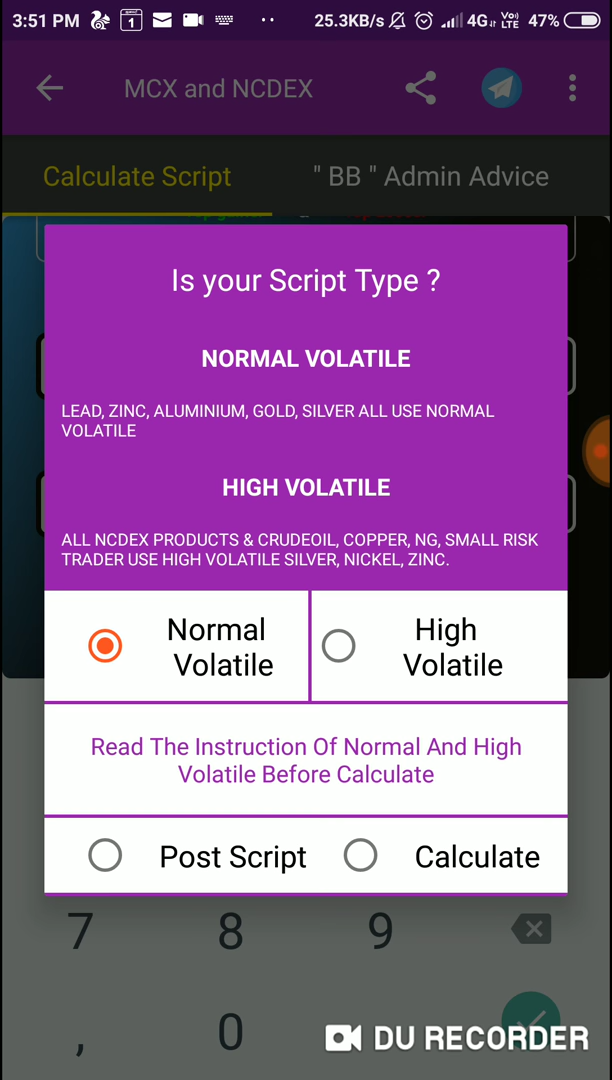 3:51 PM 1 25.3KB/s 4G Vo) LTE 47%
MCX and NCDEX
Calculate Script " BB " Admin Advice
Is your Script Type ?
NORMAL VOLATILE
LEAD, ZINC, ALUMINIUM, GOLD, SILVER ALL USE NORMAL
VOLATILE
HIGH VOLATILE
ALL NCDEX PRODUCTS & CRUDEOIL, COPPER, NG, SMALL RISK
TRADER USE HIGH VOLATILE SILVER, NICKEL, ZINC.
Normal High
Volatile Volatile
Read The Instruction Of Normal And High
Volatile Before Calculate
Post Script Calculate
7 8 9
, 0
DU RECORDER